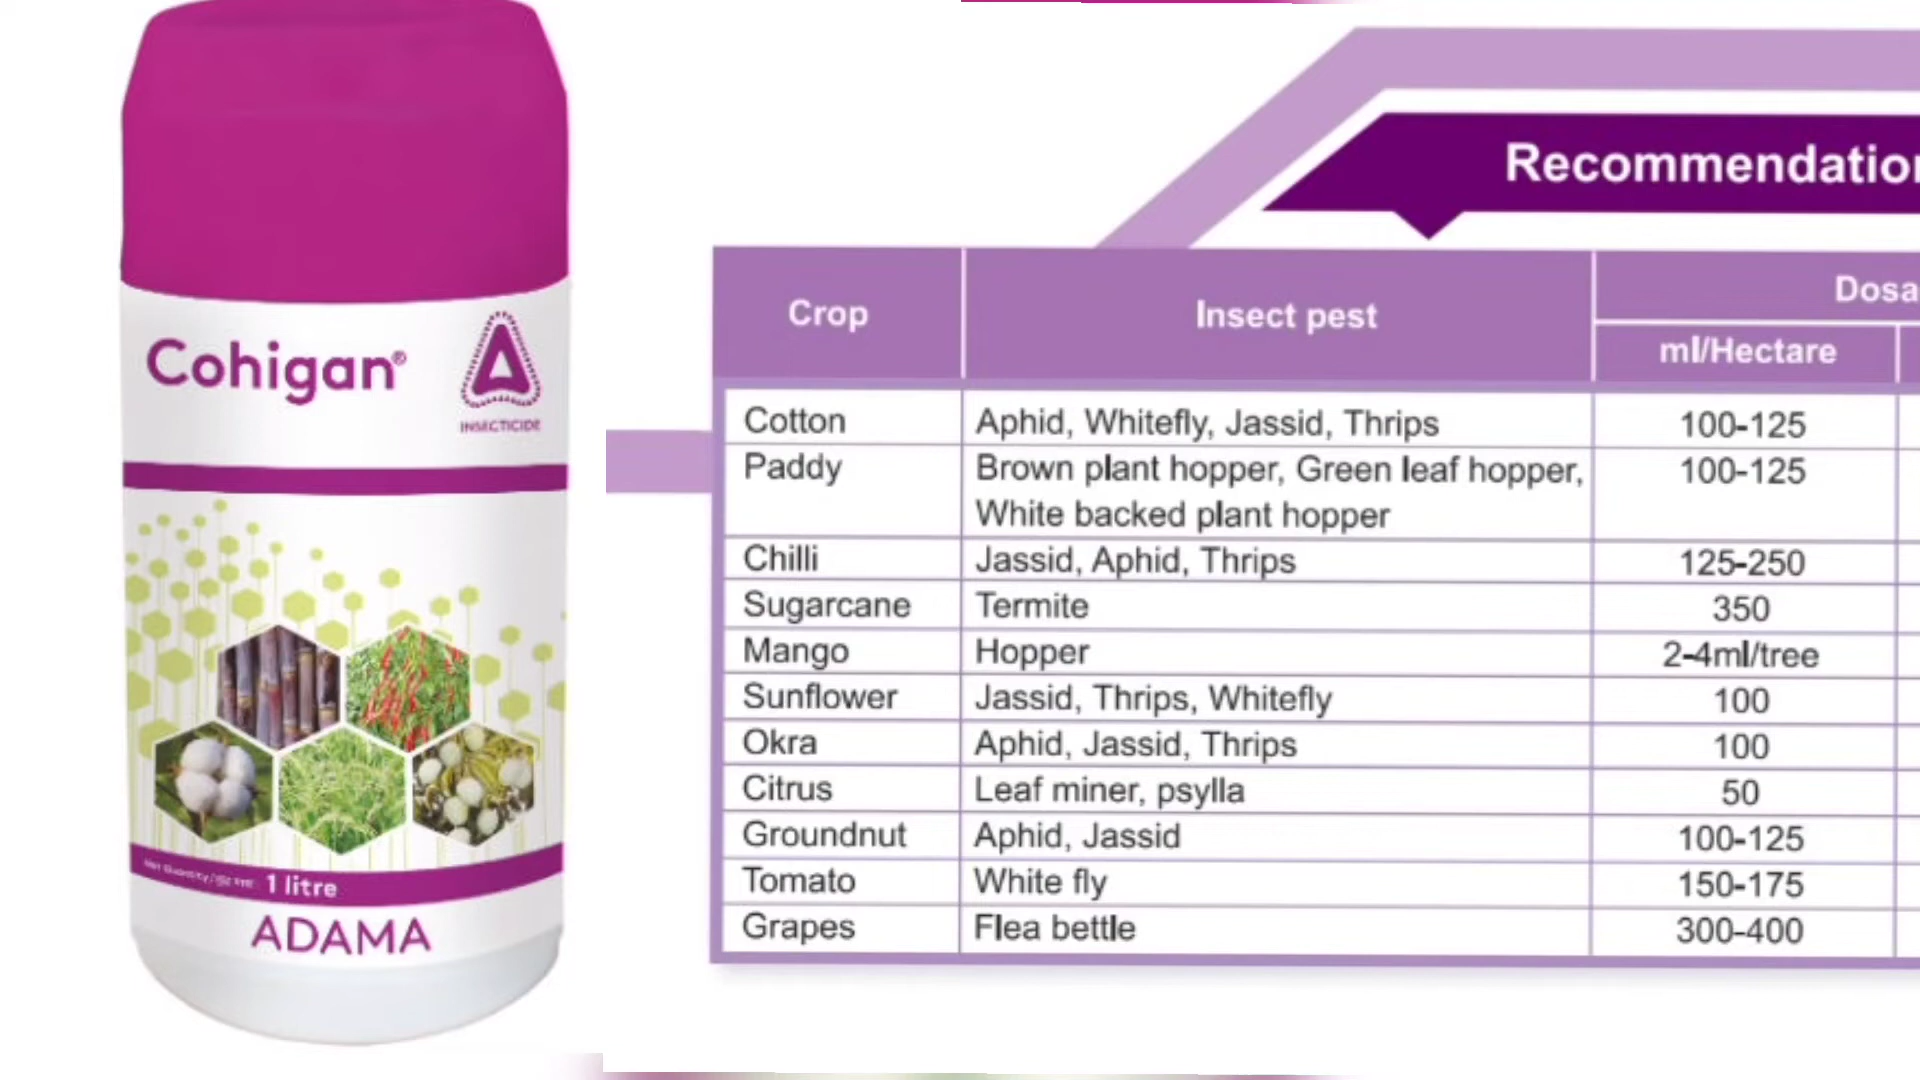 Cohigan®
INSECTICIDE
1 litre
ADAMA
Recommendation
Crop
Insect pest
Dosa
ml/Hectare
Cotton Aphid, Whitefly, Jassid, Thrips 100-125
Paddy Brown plant hopper, Green leaf hopper, 100-125
White backed plant hopper
Chilli Jassid, Aphid, Thrips 125-250
Sugarcane Termite 350
Mango Hopper 2-4ml/tree
Sunflower Jassid, Thrips, Whitefly 100
Okra Aphid, Jassid, Thrips 100
Citrus Leaf miner, psylla 50
Groundnut Aphid, Jassid 100-125
Tomato White fly 150-175
Grapes Flea bettle 300-400